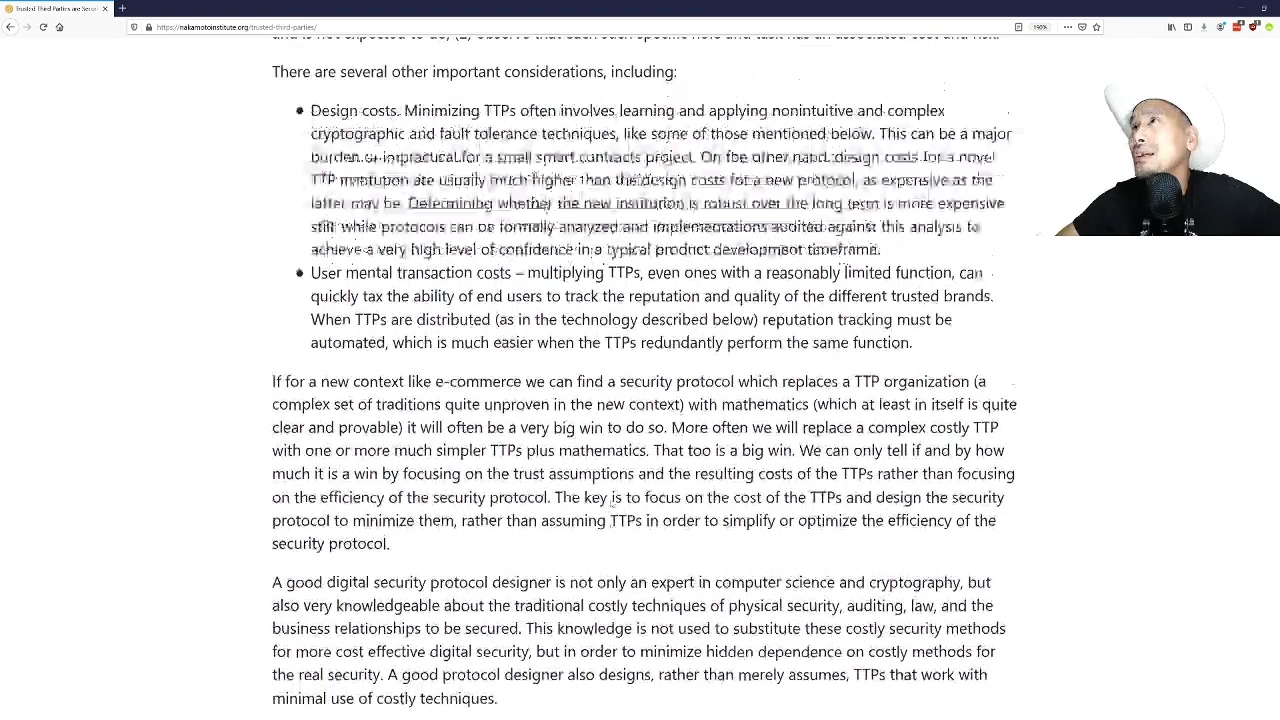 Trusted Third Parties are Secu
https://nakamotoinstitute.org/trusted-third-parties/
190%
There are several other important considerations, including:
Design costs. Minimizing TTPs often involves learning and applying nonintuitive and complex
cryptographic and fault tolerance techniques, like some of those mentioned below. This can be a major
burden or impractical for a small smart contracts project. On the other hand, design costs for a novel
TTP institution are usually much higher than the design costs for a new protocol, as expensive as the
latter may be. Determining whether the new institution is robust over the long term is more expensive
still while protocols can be formally analyzed and implementations audited against this analysis to
achieve a very high level of confidence in a typical product development timeframe.
User mental transaction costs – multiplying TTPs, even ones with a reasonably limited function, can
quickly tax the ability of end users to track the reputation and quality of the different trusted brands.
When TTPs are distributed (as in the technology described below) reputation tracking must be
automated, which is much easier when the TTPs redundantly perform the same function.
If for a new context like e-commerce we can find a security protocol which replaces a TTP organization (a
complex set of traditions quite unproven in the new context) with mathematics (which at least in itself is quite
clear and provable) it will often be a very big win to do so. More often we will replace a complex costly TTP
with one or more much simpler TTPs plus mathematics. That too is a big win. We can only tell if and by how
much it is a win by focusing on the trust assumptions and the resulting costs of the TTPs rather than focusing
on the efficiency of the security protocol. The key is to focus on the cost of the TTPs and design the security
protocol to minimize them, rather than assuming TTPs in order to simplify or optimize the efficiency of the
security protocol.
A good digital security protocol designer is not only an expert in computer science and cryptography, but
also very knowledgeable about the traditional costly techniques of physical security, auditing, law, and the
business relationships to be secured. This knowledge is not used to substitute these costly security methods
for more cost effective digital security, but in order to minimize hidden dependence on costly methods for
the real security. A good protocol designer also designs, rather than merely assumes, TTPs that work with
minimal use of costly techniques.